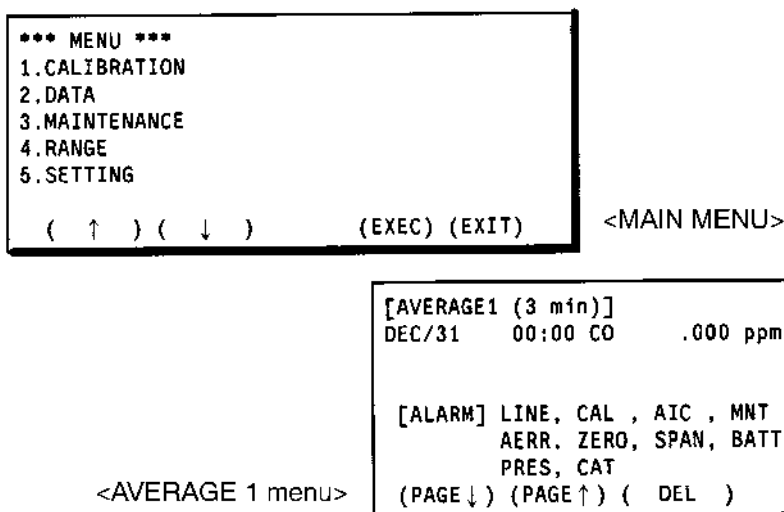 *** MENU ***
1.CALIBRATION
2.DATA
3.MAINTENANCE
4.RANGE
5.SETTING
( ↑ ) ( ↓ ) (EXEC) (EXIT)
<MAIN MENU>
[AVERAGE1 (3 min)]
DEC/31 00:00 CO .000 ppm
[ALARM] LINE, CAL , AIC , MNT
AERR. ZERO, SPAN, BATT
PRES, CAT
(PAGE↓) (PAGE↑) ( DEL )
<AVERAGE 1 menu>